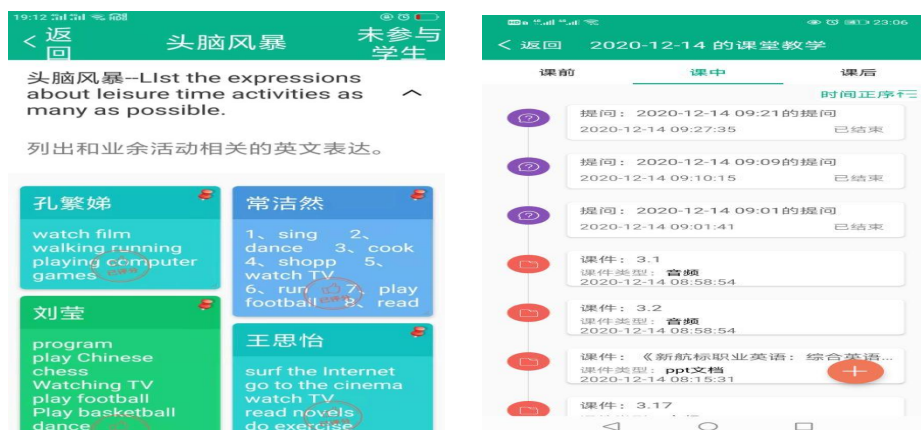 19:12
< 返回
头脑风暴
未参与学生
头脑风暴--LIst the expressions
about leisure time activities as
many as possible.
列出和业余活动相关的英文表达。
孔繁娣
watch film
walking running
playing computer
games
常洁然
1、sing 2、
dance 3、cook
4、shopp 5、
watch TV
6、run 7、play
football 8、read
刘莹
program
play Chinese
chess
Watching TV
play football
Play basketball
dance
王思怡
surf the Internet
go to the cinema
watch TV
read novels
do exercise
23:06
< 返回 2020-12-14 的课堂教学
课前 课中 课后
时间正序
提问: 2020-12-14 09:21的提问
2020-12-14 09:27:35 已结束
提问: 2020-12-14 09:09的提问
2020-12-14 09:10:15 已结束
提问: 2020-12-14 09:01的提问
2020-12-14 09:01:41 已结束
课件: 3.1
课件类型: 音频
2020-12-14 08:58:54
课件: 3.2
课件类型: 音频
2020-12-14 08:58:54
课件: 《新航标职业英语: 综合英语...
课件类型: ppt文档
2020-12-14 08:15:31
课件: 3.17